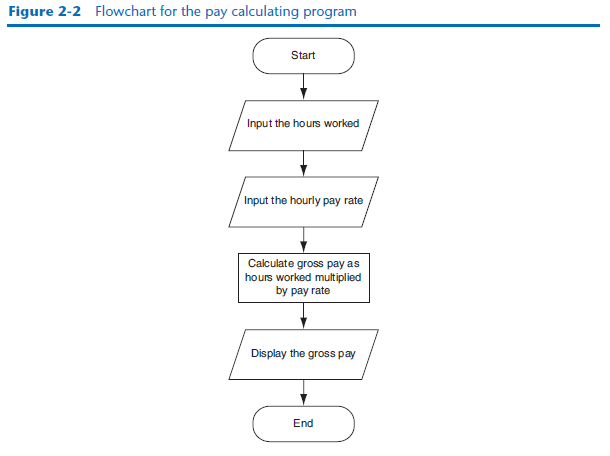 Figure 2-2 Flowchart for the pay calculating program
Start
Input the hours worked
Input the hourly pay rate
Calculate gross pay as
hours worked multiplied
by pay rate
Display the gross pay
End